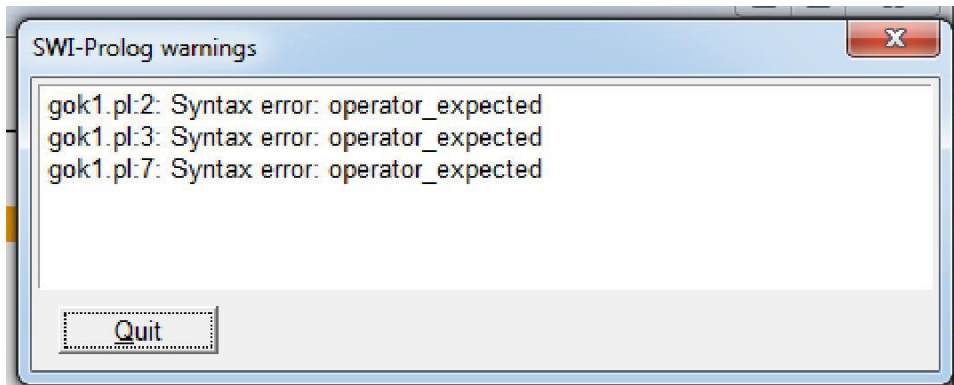 SWI-Prolog warnings
gok1.pl:2: Syntax error: operator_expected
gok1.pl:3: Syntax error: operator_expected
gok1.pl:7: Syntax error: operator_expected
Quit